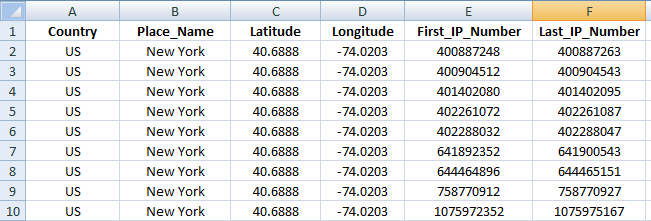 A B C D E F
1 Country Place_Name Latitude Longitude First_IP_Number Last_IP_Number
2 US New York 40.6888 -74.0203 400887248 400887263
3 US New York 40.6888 -74.0203 400904512 400904543
4 US New York 40.6888 -74.0203 401402080 401402095
5 US New York 40.6888 -74.0203 402261072 402261087
6 US New York 40.6888 -74.0203 402288032 402288047
7 US New York 40.6888 -74.0203 641892352 641900543
8 US New York 40.6888 -74.0203 644464896 644465151
9 US New York 40.6888 -74.0203 758770912 758770927
10 US New York 40.6888 -74.0203 1075972352 1075975167